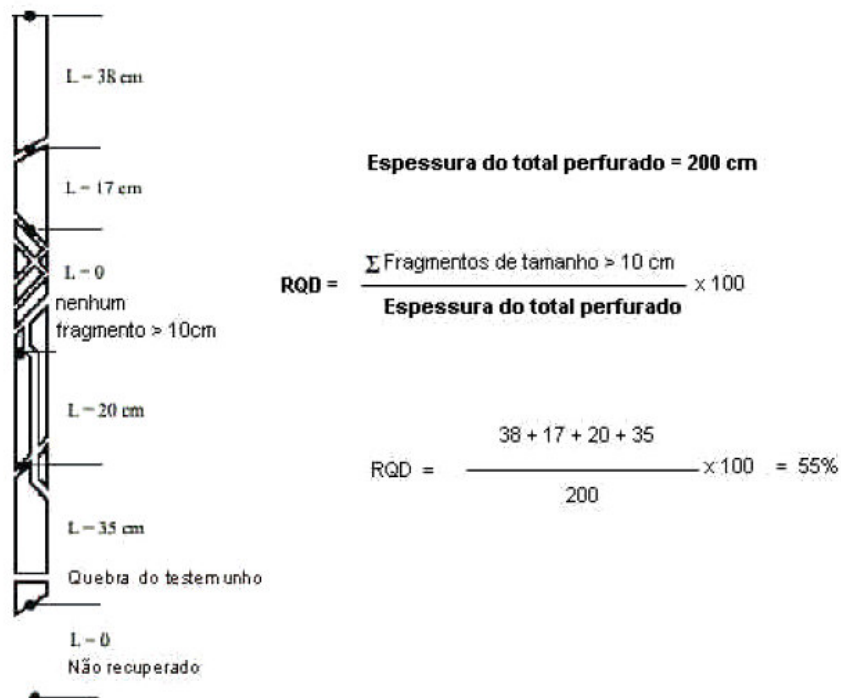 L = 38 cm
L = 17 cm
L = 0
nenhum
fragmento > 10cm
L = 20 cm
L = 35 cm
Quebra do testemunho
L = 0
Não recuperado
Espessura do total perfurado = 200 cm
RQD = Σ Fragmentos de tamanho > 10 cm x 100
Espessura do total perfurado
38 + 17 + 20 + 35
RQD = x 100 = 55%
200